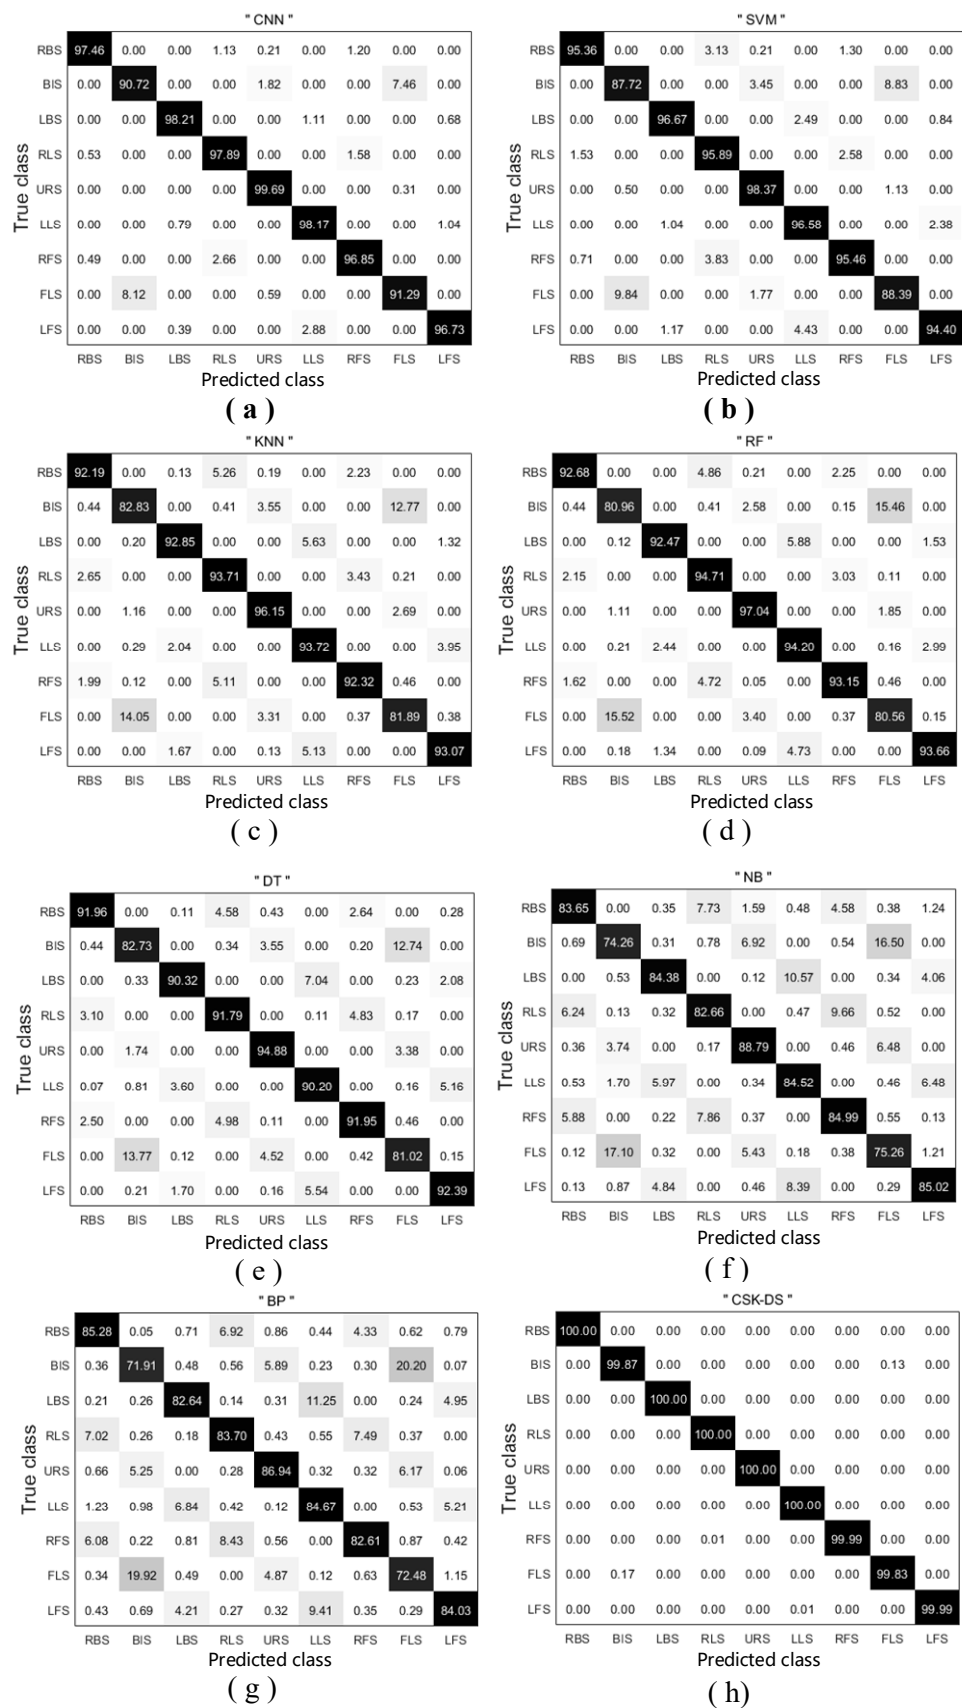 " CNN "
RBS 97.46 0.00 0.00 1.13 0.21 0.00 1.20 0.00 0.00
BIS 0.00 90.72 0.00 0.00 1.82 0.00 0.00 7.46 0.00
LBS 0.00 0.00 98.21 0.00 0.00 1.11 0.00 0.00 0.68
RLS 0.53 0.00 0.00 97.89 0.00 0.00 1.58 0.00 0.00
URS 0.00 0.00 0.00 0.00 99.69 0.00 0.00 0.31 0.00
LLS 0.00 0.00 0.79 0.00 0.00 98.17 0.00 0.00 1.04
RFS 0.49 0.00 0.00 2.66 0.00 0.00 96.85 0.00 0.00
FLS 0.00 8.12 0.00 0.00 0.59 0.00 0.00 91.29 0.00
LFS 0.00 0.00 0.39 0.00 0.00 2.88 0.00 0.00 96.73
RBS BIS LBS RLS URS LLS RFS FLS LFS
True class
Predicted class
( a )
" SVM "
RBS 95.36 0.00 0.00 3.13 0.21 0.00 1.30 0.00 0.00
BIS 0.00 87.72 0.00 0.00 3.45 0.00 0.00 8.83 0.00
LBS 0.00 0.00 96.67 0.00 0.00 2.49 0.00 0.00 0.84
RLS 1.53 0.00 0.00 95.89 0.00 0.00 2.58 0.00 0.00
URS 0.00 0.50 0.00 0.00 98.37 0.00 0.00 1.13 0.00
LLS 0.00 0.00 1.04 0.00 0.00 96.58 0.00 0.00 2.38
RFS 0.71 0.00 0.00 3.83 0.00 0.00 95.46 0.00 0.00
FLS 0.00 9.84 0.00 0.00 1.77 0.00 0.00 88.39 0.00
LFS 0.00 0.00 1.17 0.00 0.00 4.43 0.00 0.00 94.40
RBS BIS LBS RLS URS LLS RFS FLS LFS
True class
Predicted class
( b )
" KNN "
RBS 92.19 0.00 0.13 5.26 0.19 0.00 2.23 0.00 0.00
BIS 0.44 82.83 0.00 0.41 3.55 0.00 0.00 12.77 0.00
LBS 0.00 0.20 92.85 0.00 0.00 5.63 0.00 0.00 1.32
RLS 2.65 0.00 0.00 93.71 0.00 0.00 3.43 0.21 0.00
URS 0.00 1.16 0.00 0.00 96.15 0.00 0.00 2.69 0.00
LLS 0.00 0.29 2.04 0.00 0.00 93.72 0.00 0.00 3.95
RFS 1.99 0.12 0.00 5.11 0.00 0.00 92.32 0.46 0.00
FLS 0.00 14.05 0.00 0.00 3.31 0.00 0.37 81.89 0.38
LFS 0.00 0.00 1.67 0.00 0.13 5.13 0.00 0.00 93.07
RBS BIS LBS RLS URS LLS RFS FLS LFS
True class
Predicted class
( c )
" RF "
RBS 92.68 0.00 0.00 4.86 0.21 0.00 2.25 0.00 0.00
BIS 0.44 80.96 0.00 0.41 2.58 0.00 0.15 15.46 0.00
LBS 0.00 0.12 92.47 0.00 0.00 5.88 0.00 0.00 1.53
RLS 2.15 0.00 0.00 94.71 0.00 0.00 3.03 0.11 0.00
URS 0.00 1.11 0.00 0.00 97.04 0.00 0.00 1.85 0.00
LLS 0.00 0.21 2.44 0.00 0.00 94.20 0.00 0.16 2.99
RFS 1.62 0.00 0.00 4.72 0.05 0.00 93.15 0.46 0.00
FLS 0.00 15.52 0.00 0.00 3.40 0.00 0.37 80.56 0.15
LFS 0.00 0.18 1.34 0.00 0.09 4.73 0.00 0.00 93.66
RBS BIS LBS RLS URS LLS RFS FLS LFS
True class
Predicted class
( d )
" DT "
RBS 91.96 0.00 0.11 4.58 0.43 0.00 2.64 0.00 0.28
BIS 0.44 82.73 0.00 0.34 3.55 0.00 0.20 12.74 0.00
LBS 0.00 0.33 90.32 0.00 0.00 7.04 0.00 0.23 2.08
RLS 3.10 0.00 0.00 91.79 0.00 0.11 4.83 0.17 0.00
URS 0.00 1.74 0.00 0.00 94.88 0.00 0.00 3.38 0.00
LLS 0.07 0.81 3.60 0.00 0.00 90.20 0.00 0.16 5.16
RFS 2.50 0.00 0.00 4.98 0.11 0.00 91.95 0.46 0.00
FLS 0.00 13.77 0.12 0.00 4.52 0.00 0.42 81.02 0.15
LFS 0.00 0.21 1.70 0.00 0.16 5.54 0.00 0.00 92.39
RBS BIS LBS RLS URS LLS RFS FLS LFS
True class
Predicted class
( e )
" NB "
RBS 83.65 0.00 0.35 7.73 1.59 0.48 4.58 0.38 1.24
BIS 0.69 74.26 0.31 0.78 6.92 0.00 0.54 16.50 0.00
LBS 0.00 0.53 84.38 0.00 0.12 10.57 0.00 0.34 4.06
RLS 6.24 0.13 0.32 82.66 0.00 0.47 9.66 0.52 0.00
URS 0.36 3.74 0.00 0.17 88.79 0.00 0.46 6.48 0.00
LLS 0.53 1.70 5.97 0.00 0.34 84.52 0.00 0.46 6.48
RFS 5.88 0.00 0.22 7.86 0.37 0.00 84.99 0.55 0.13
FLS 0.12 17.10 0.32 0.00 5.43 0.18 0.38 75.26 1.21
LFS 0.13 0.87 4.84 0.00 0.46 8.39 0.00 0.29 85.02
RBS BIS LBS RLS URS LLS RFS FLS LFS
True class
Predicted class
( f )
" BP "
RBS 85.28 0.05 0.71 6.92 0.86 0.44 4.33 0.62 0.79
BIS 0.36 71.91 0.48 0.56 5.89 0.23 0.30 20.20 0.07
LBS 0.21 0.26 82.64 0.14 0.31 11.25 0.00 0.24 4.95
RLS 7.02 0.26 0.18 83.70 0.43 0.55 7.49 0.37 0.00
URS 0.66 5.25 0.00 0.28 86.94 0.32 0.32 6.17 0.06
LLS 1.23 0.98 6.84 0.42 0.12 84.67 0.00 0.53 5.21
RFS 6.08 0.22 0.81 8.43 0.56 0.00 82.61 0.87 0.42
FLS 0.34 19.92 0.49 0.00 4.87 0.12 0.63 72.48 1.15
LFS 0.43 0.69 4.21 0.27 0.32 9.41 0.35 0.29 84.03
RBS BIS LBS RLS URS LLS RFS FLS LFS
True class
Predicted class
( g )
" CSK-DS "
RBS 100.00 0.00 0.00 0.00 0.00 0.00 0.00 0.00 0.00
BIS 0.00 99.87 0.00 0.00 0.00 0.00 0.00 0.13 0.00
LBS 0.00 0.00 100.00 0.00 0.00 0.00 0.00 0.00 0.00
RLS 0.00 0.00 0.00 100.00 0.00 0.00 0.00 0.00 0.00
URS 0.00 0.00 0.00 0.00 100.00 0.00 0.00 0.00 0.00
LLS 0.00 0.00 0.00 0.00 0.00 100.00 0.00 0.00 0.00
RFS 0.00 0.00 0.00 0.01 0.00 0.00 99.99 0.00 0.00
FLS 0.00 0.17 0.00 0.00 0.00 0.00 0.00 99.83 0.00
LFS 0.00 0.00 0.00 0.00 0.00 0.01 0.00 0.00 99.99
RBS BIS LBS RLS URS LLS RFS FLS LFS
True class
Predicted class
( h )